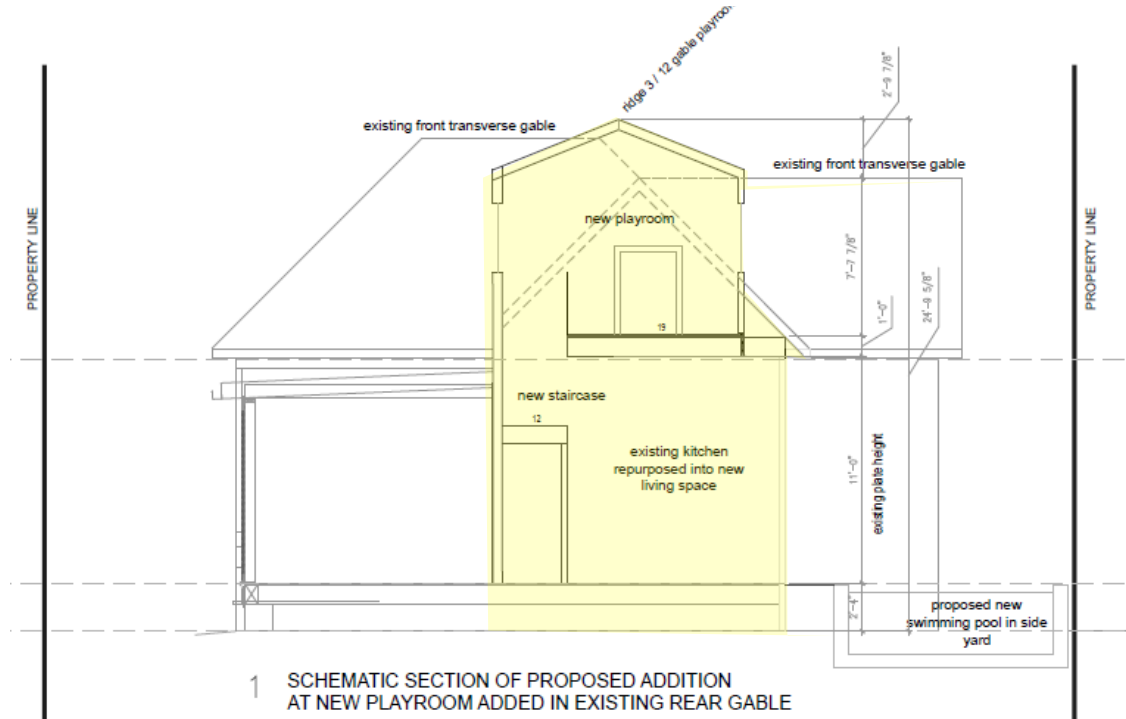 ridge 3 / 12 gable playroom
2'-9 7/8"
existing front transverse gable
existing front transverse gable
PROPERTY LINE
PROPERTY LINE
new playroom
7'-7 7/8"
1'-0"
24'-9 5/8"
19
new staircase
12
existing kitchen
repurposed into new
living space
11'-0"
existing plate height
2'-4"
proposed new
swimming pool in side
yard
1
SCHEMATIC SECTION OF PROPOSED ADDITION
AT NEW PLAYROOM ADDED IN EXISTING REAR GABLE